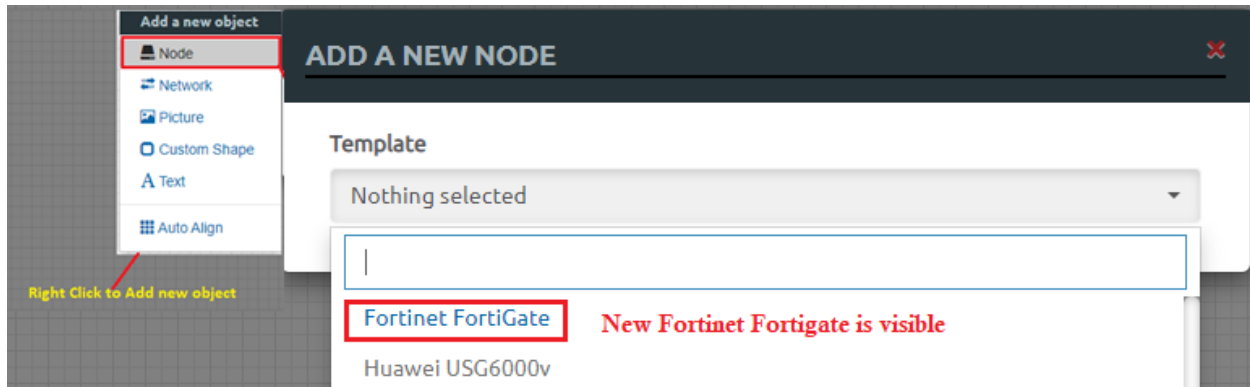 Add a new object
Node
Network
Picture
Custom Shape
A Text
Auto Align
Right Click to Add new object
ADD A NEW NODE
Template
Nothing selected
Fortinet FortiGate
New Fortinet Fortigate is visible
Huawei USG6000v